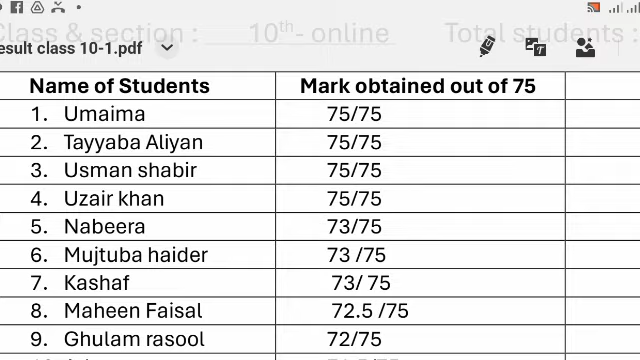 Class & section : 10th- online Total students :
esult class 10-1.pdf
Name of Students Mark obtained out of 75
1. Umaima 75/75
2. Tayyaba Aliyan 75/75
3. Usman shabir 75/75
4. Uzair khan 75/75
5. Nabeera 73/75
6. Mujtuba haider 73 /75
7. Kashaf 73/ 75
8. Maheen Faisal 72.5 /75
9. Ghulam rasool 72/75